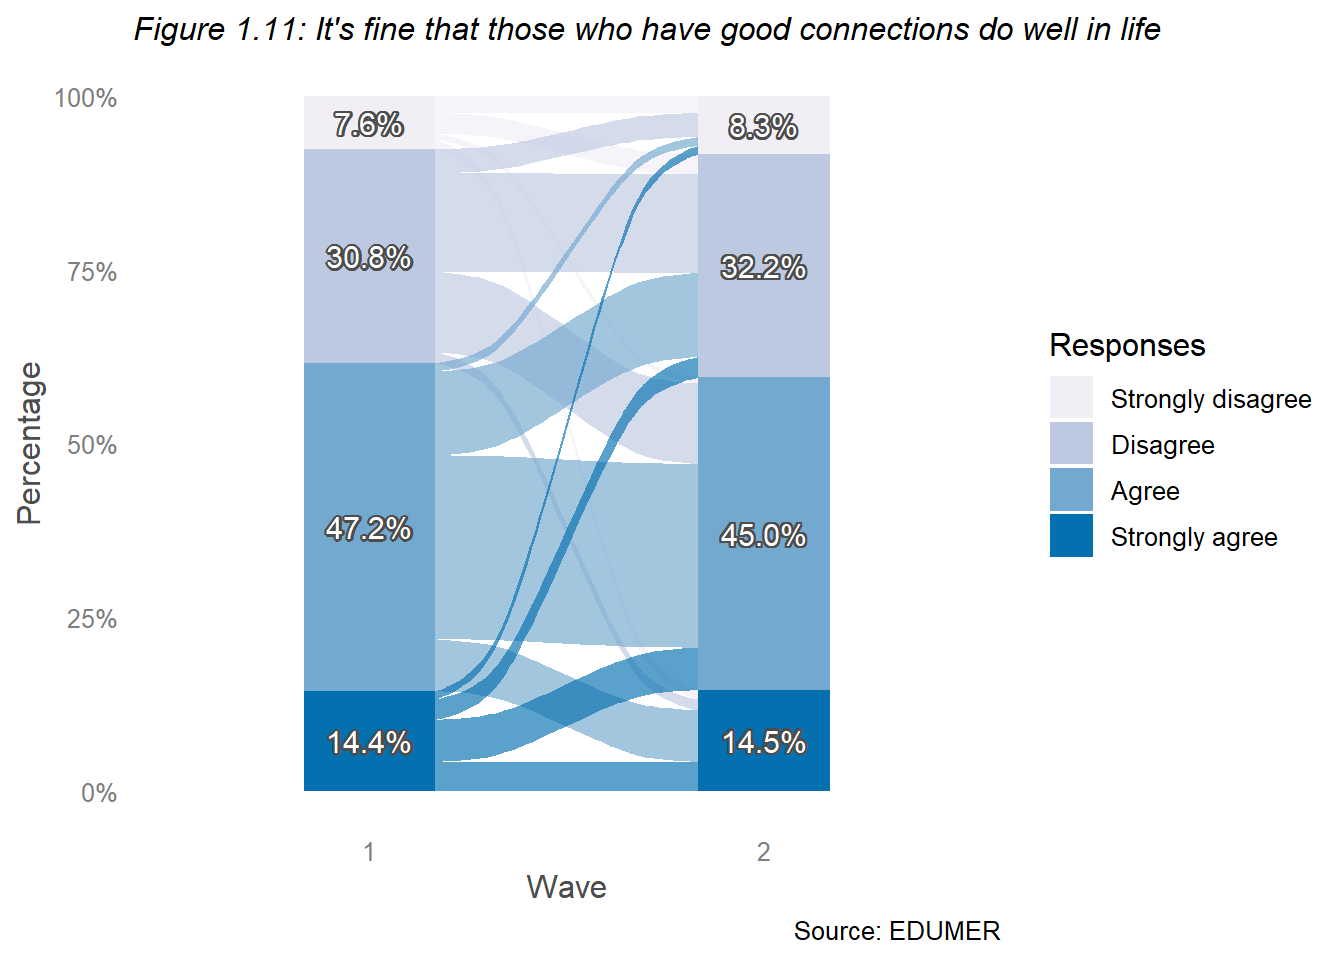 Figure 1.11: It's fine that those who have good connections do well in life
100%
75%
50%
25%
0%
Percentage
7.6%
30.8%
47.2%
14.4%
8.3%
32.2%
45.0%
14.5%
1
2
Wave
Responses
Strongly disagree
Disagree
Agree
Strongly agree
Source: EDUMER